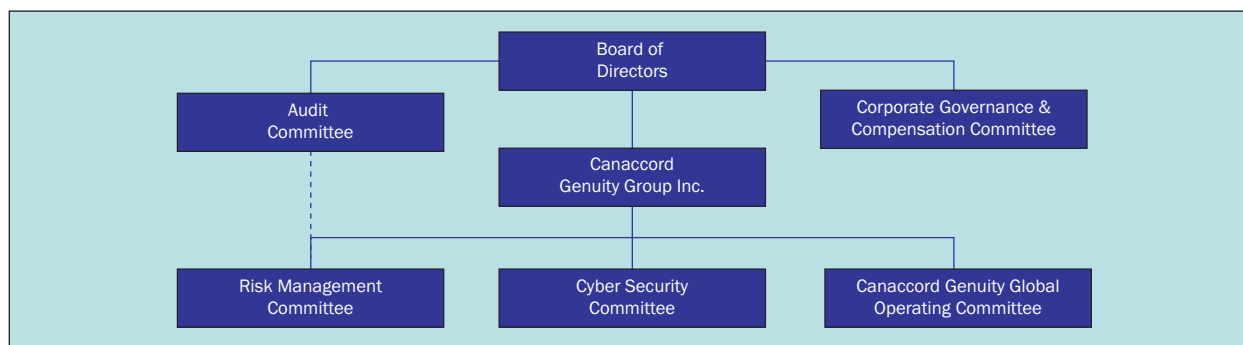 Board of
Directors
Audit
Committee
Corporate Governance &
Compensation Committee
Canaccord
Genuity Group Inc.
Risk Management
Committee
Cyber Security
Committee
Canaccord Genuity Global
Operating Committee